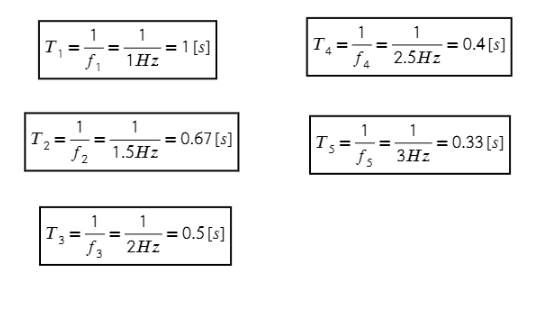 T₁ = 1/f₁ = 1/1Hz = 1 [s]
T₂ = 1/f₂ = 1/1.5Hz = 0.67 [s]
T₃ = 1/f₃ = 1/2Hz = 0.5 [s]
T₄ = 1/f₄ = 1/2.5Hz = 0.4 [s]
T₅ = 1/f₅ = 1/3Hz = 0.33 [s]